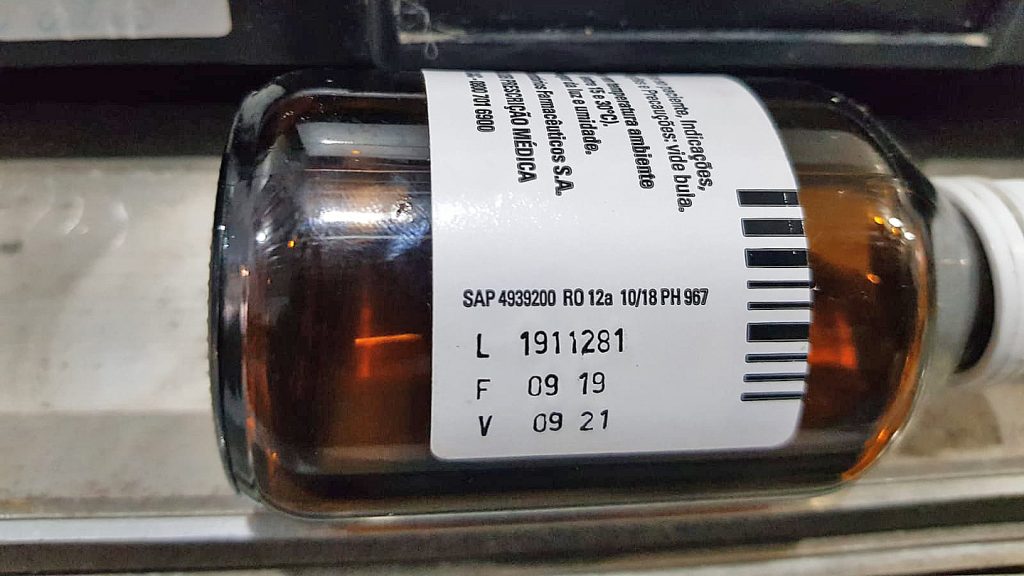 Indicações,
e Precauções: vide bula.
temperatura ambiente
30°C).
luz e umidade.
Farmacêuticos S.A.
PRESCRIÇÃO MÉDICA
701 6900
SAP 4939200 RO 12a 10/18 PH 967
L 1911281
F 09 19
V 09 21